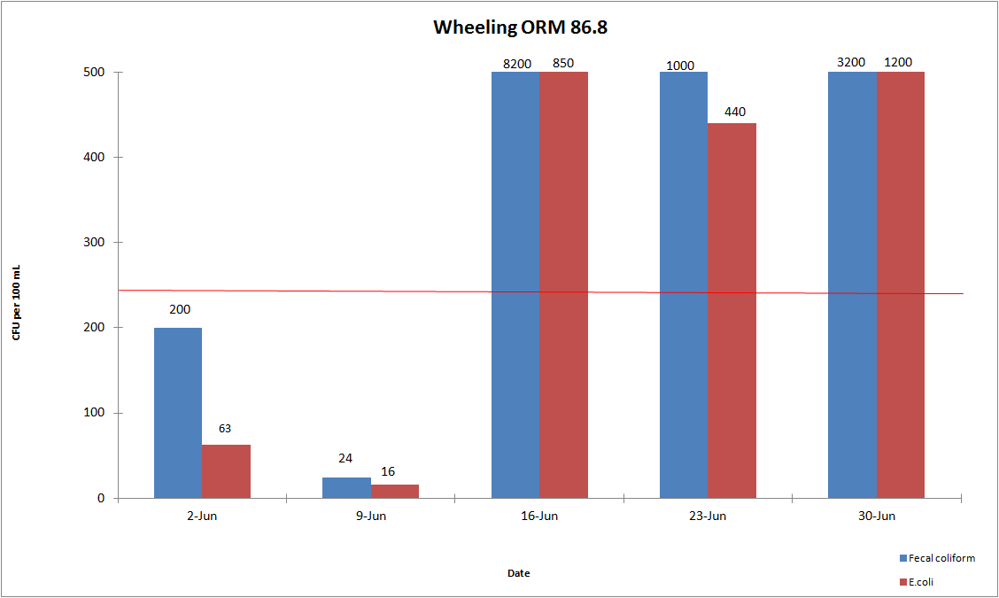 Wheeling ORM 86.8
8200 850 1000 3200 1200
500
440
400
300
CFU per 100 mL
200
200
100
63
24
16
0
2-Jun 9-Jun 16-Jun 23-Jun 30-Jun
Date
Fecal coliform
E.coli